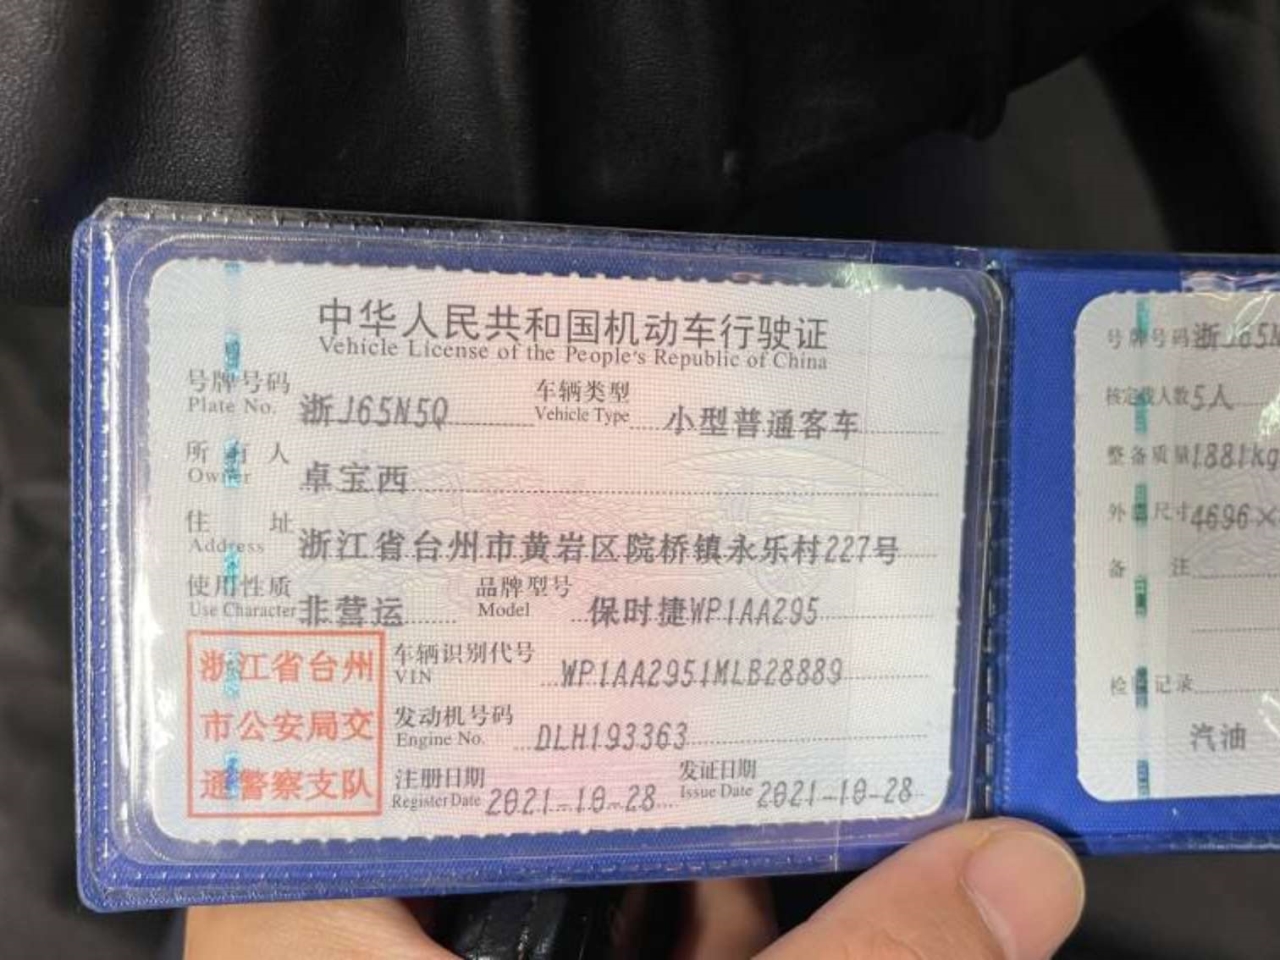 中华人民共和国机动车行驶证
Vehicle License of the People's Republic of China
号牌号码 浙J65N5Q 车辆类型 小型普通客车
Plate No. Vehicle Type
所有人 卓宝西
Owner
住址 浙江省台州市黄岩区院桥镇永乐村227号
Address
使用性质 非营运 品牌型号 保时捷WP1AA295
Use Character Model
浙江省台州
市公安局交
通警察支队
车辆识别代号 WP1AA2951MLB28889
VIN
发动机号码 DLH193363
Engine No.
注册日期 2021-10-28 发证日期 2021-10-28
Register Date Issue Date
号牌号码 浙J65N
核定载人数 5人
整备质量 1881kg
外廓尺寸 4696×
备注
检验记录
汽油